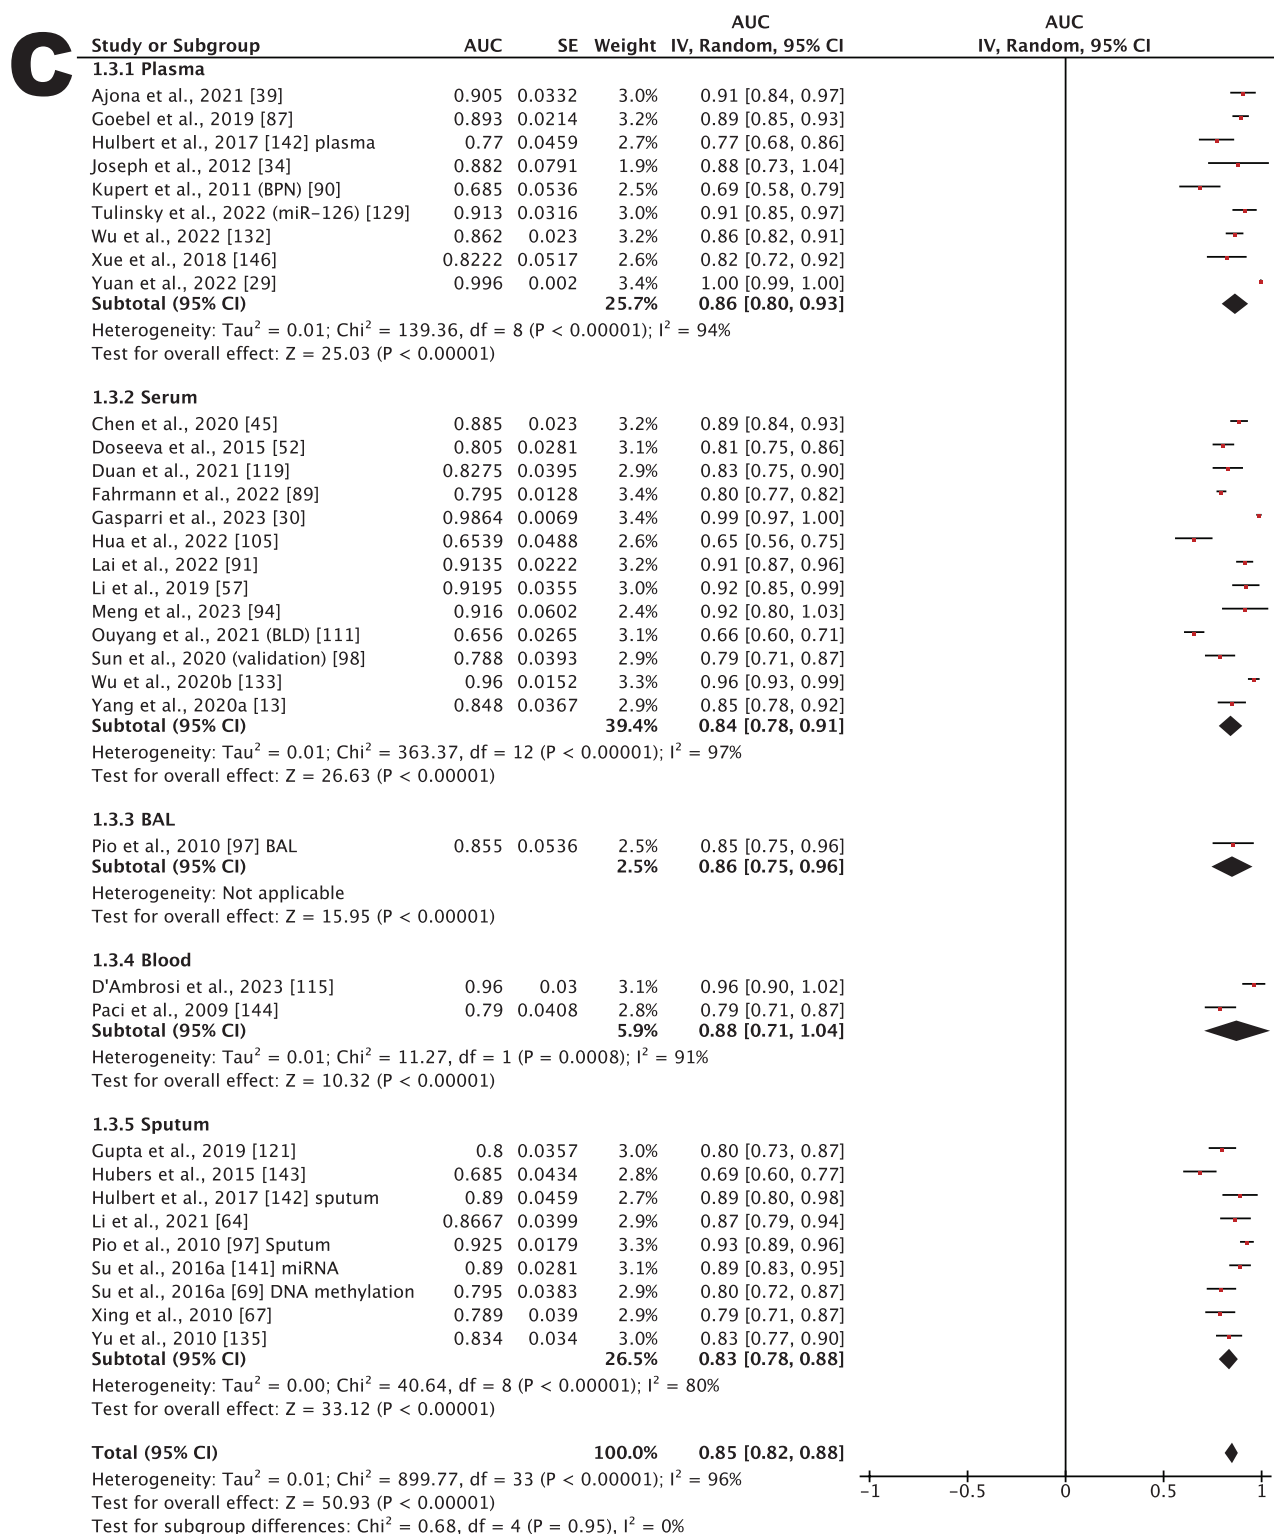 C
AUC AUC
Study or Subgroup AUC SE Weight IV, Random, 95% CI IV, Random, 95% CI
1.3.1 Plasma
Ajona et al., 2021 [39] 0.905 0.0332 3.0% 0.91 [0.84, 0.97]
Goebel et al., 2019 [87] 0.893 0.0214 3.2% 0.89 [0.85, 0.93]
Hulbert et al., 2017 [142] plasma 0.77 0.0459 2.7% 0.77 [0.68, 0.86]
Joseph et al., 2012 [34] 0.882 0.0791 1.9% 0.88 [0.73, 1.04]
Kupert et al., 2011 (BPN) [90] 0.685 0.0536 2.5% 0.69 [0.58, 0.79]
Tulinsky et al., 2022 (miR−126) [129] 0.913 0.0316 3.0% 0.91 [0.85, 0.97]
Wu et al., 2022 [132] 0.862 0.023 3.2% 0.86 [0.82, 0.91]
Xue et al., 2018 [146] 0.8222 0.0517 2.6% 0.82 [0.72, 0.92]
Yuan et al., 2022 [29] 0.996 0.002 3.4% 1.00 [0.99, 1.00]
Subtotal (95% CI) 25.7% 0.86 [0.80, 0.93]
Heterogeneity: Tau² = 0.01; Chi² = 139.36, df = 8 (P < 0.00001); I² = 94%
Test for overall effect: Z = 25.03 (P < 0.00001)
1.3.2 Serum
Chen et al., 2020 [45] 0.885 0.023 3.2% 0.89 [0.84, 0.93]
Doseeva et al., 2015 [52] 0.805 0.0281 3.1% 0.81 [0.75, 0.86]
Duan et al., 2021 [119] 0.8275 0.0395 2.9% 0.83 [0.75, 0.90]
Fahrmann et al., 2022 [89] 0.795 0.0128 3.4% 0.80 [0.77, 0.82]
Gasparri et al., 2023 [30] 0.9864 0.0069 3.4% 0.99 [0.97, 1.00]
Hua et al., 2022 [105] 0.6539 0.0488 2.6% 0.65 [0.56, 0.75]
Lai et al., 2022 [91] 0.9135 0.0222 3.2% 0.91 [0.87, 0.96]
Li et al., 2019 [57] 0.9195 0.0355 3.0% 0.92 [0.85, 0.99]
Meng et al., 2023 [94] 0.916 0.0602 2.4% 0.92 [0.80, 1.03]
Ouyang et al., 2021 (BLD) [111] 0.656 0.0265 3.1% 0.66 [0.60, 0.71]
Sun et al., 2020 (validation) [98] 0.788 0.0393 2.9% 0.79 [0.71, 0.87]
Wu et al., 2020b [133] 0.96 0.0152 3.3% 0.96 [0.93, 0.99]
Yang et al., 2020a [13] 0.848 0.0367 2.9% 0.85 [0.78, 0.92]
Subtotal (95% CI) 39.4% 0.84 [0.78, 0.91]
Heterogeneity: Tau² = 0.01; Chi² = 363.37, df = 12 (P < 0.00001); I² = 97%
Test for overall effect: Z = 26.63 (P < 0.00001)
1.3.3 BAL
Pio et al., 2010 [97] BAL 0.855 0.0536 2.5% 0.85 [0.75, 0.96]
Subtotal (95% CI) 2.5% 0.86 [0.75, 0.96]
Heterogeneity: Not applicable
Test for overall effect: Z = 15.95 (P < 0.00001)
1.3.4 Blood
D'Ambrosi et al., 2023 [115] 0.96 0.03 3.1% 0.96 [0.90, 1.02]
Paci et al., 2009 [144] 0.79 0.0408 2.8% 0.79 [0.71, 0.87]
Subtotal (95% CI) 5.9% 0.88 [0.71, 1.04]
Heterogeneity: Tau² = 0.01; Chi² = 11.27, df = 1 (P = 0.0008); I² = 91%
Test for overall effect: Z = 10.32 (P < 0.00001)
1.3.5 Sputum
Gupta et al., 2019 [121] 0.8 0.0357 3.0% 0.80 [0.73, 0.87]
Hubers et al., 2015 [143] 0.685 0.0434 2.8% 0.69 [0.60, 0.77]
Hulbert et al., 2017 [142] sputum 0.89 0.0459 2.7% 0.89 [0.80, 0.98]
Li et al., 2021 [64] 0.8667 0.0399 2.9% 0.87 [0.79, 0.94]
Pio et al., 2010 [97] Sputum 0.925 0.0179 3.3% 0.93 [0.89, 0.96]
Su et al., 2016a [141] miRNA 0.89 0.0281 3.1% 0.89 [0.83, 0.95]
Su et al., 2016a [69] DNA methylation 0.795 0.0383 2.9% 0.80 [0.72, 0.87]
Xing et al., 2010 [67] 0.789 0.039 2.9% 0.79 [0.71, 0.87]
Yu et al., 2010 [135] 0.834 0.034 3.0% 0.83 [0.77, 0.90]
Subtotal (95% CI) 26.5% 0.83 [0.78, 0.88]
Heterogeneity: Tau² = 0.00; Chi² = 40.64, df = 8 (P < 0.00001); I² = 80%
Test for overall effect: Z = 33.12 (P < 0.00001)
Total (95% CI) 100.0% 0.85 [0.82, 0.88]
Heterogeneity: Tau² = 0.01; Chi² = 899.77, df = 33 (P < 0.00001); I² = 96%
−1 −0.5 0 0.5 1
Test for overall effect: Z = 50.93 (P < 0.00001)
Test for subgroup differences: Chi² = 0.68, df = 4 (P = 0.95), I² = 0%